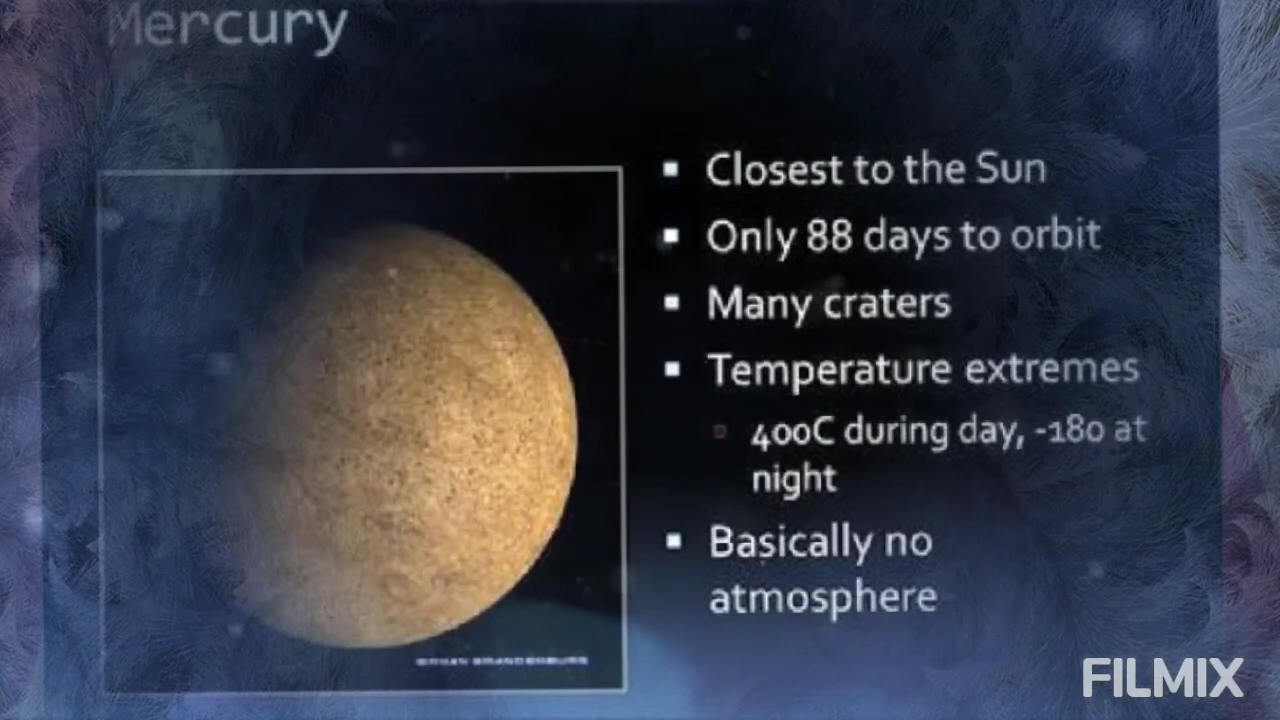 Mercury
Closest to the Sun
Only 88 days to orbit
Many craters
Temperature extremes
400C during day, -180 at
night
Basically no
atmosphere
FILMIX